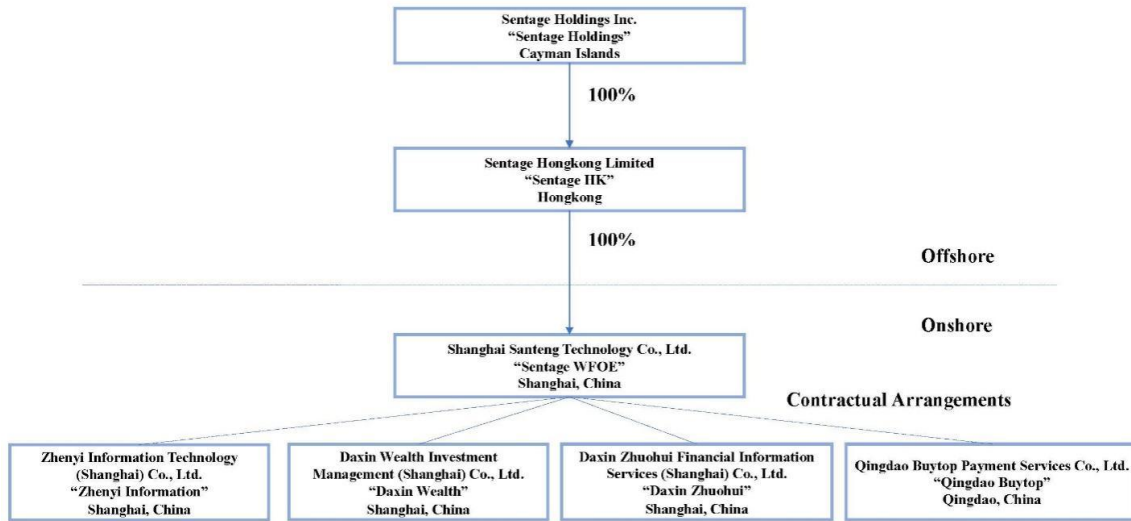 Sentage Holdings Inc.
“Sentage Holdings”
Cayman Islands
100%
Sentage Hongkong Limited
“Sentage HK”
Hongkong
100%
Offshore
Onshore
Shanghai Santeng Technology Co., Ltd.
“Sentage WFOE”
Shanghai, China
Contractual Arrangements
Zhenyi Information Technology
(Shanghai) Co., Ltd.
“Zhenyi Information”
Shanghai, China
Daxin Wealth Investment
Management (Shanghai) Co., Ltd.
“Daxin Wealth”
Shanghai, China
Daxin Zhuohui Financial Information
Services (Shanghai) Co., Ltd.
“Daxin Zhuohui”
Shanghai, China
Qingdao Buytop Payment Services Co., Ltd.
“Qingdao Buytop”
Qingdao, China